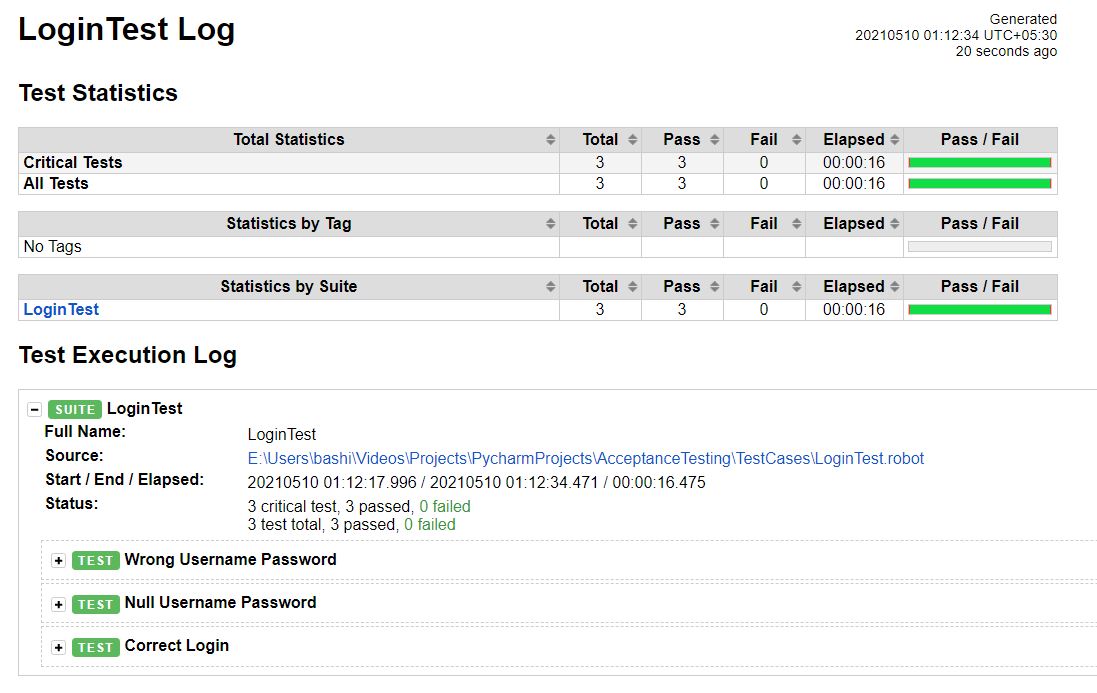 LoginTest Log
Generated
20210510 01:12:34 UTC+05:30
20 seconds ago
Test Statistics
Total Statistics Total Pass Fail Elapsed Pass / Fail
Critical Tests 3 3 0 00:00:16
All Tests 3 3 0 00:00:16
Statistics by Tag Total Pass Fail Elapsed Pass / Fail
No Tags
Statistics by Suite Total Pass Fail Elapsed Pass / Fail
LoginTest 3 3 0 00:00:16
Test Execution Log
SUITE LoginTest
Full Name: LoginTest
Source: E:\Users\bashi\Videos\Projects\PycharmProjects\AcceptanceTesting\TestCases\LoginTest.robot
Start / End / Elapsed: 20210510 01:12:17.996 / 20210510 01:12:34.471 / 00:00:16.475
Status: 3 critical test, 3 passed, 0 failed
3 test total, 3 passed, 0 failed
TEST Wrong Username Password
TEST Null Username Password
TEST Correct Login